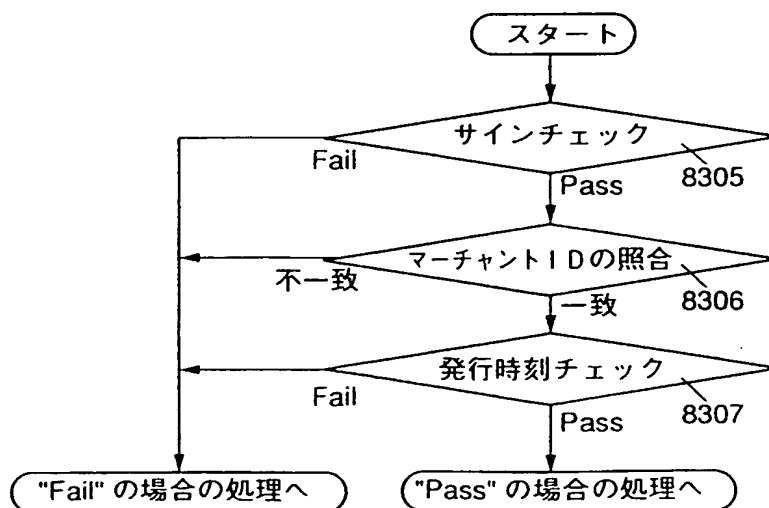 スタート
サインチェック
Fail
8305
Pass
マーチャントIDの照合
不一致
8306
一致
発行時刻チェック
Fail
8307
Pass
"Fail" の場合の処理へ
"Pass" の場合の処理へ